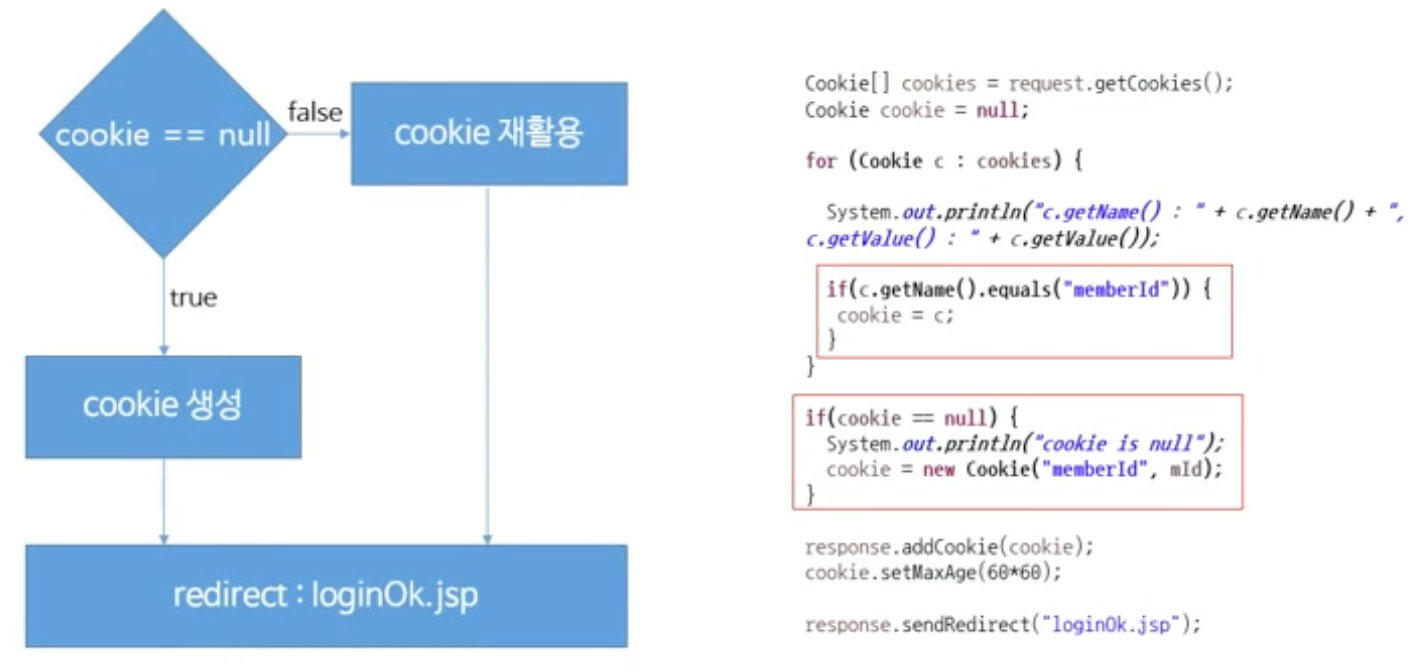 cookie == null
false
cookie 재활용
true
cookie 생성
redirect : loginOk.jsp
Cookie[] cookies = request.getCookies();
Cookie cookie = null;
for (Cookie c : cookies) {
System.out.println("c.getName() : " + c.getName() + ",
c.getValue() : " + c.getValue());
if(c.getName().equals("memberId")) {
cookie = c;
}
}
if(cookie == null) {
System.out.println("cookie is null");
cookie = new Cookie("memberId", mId);
}
response.addCookie(cookie);
cookie.setMaxAge(60*60);
response.sendRedirect("loginOk.jsp");